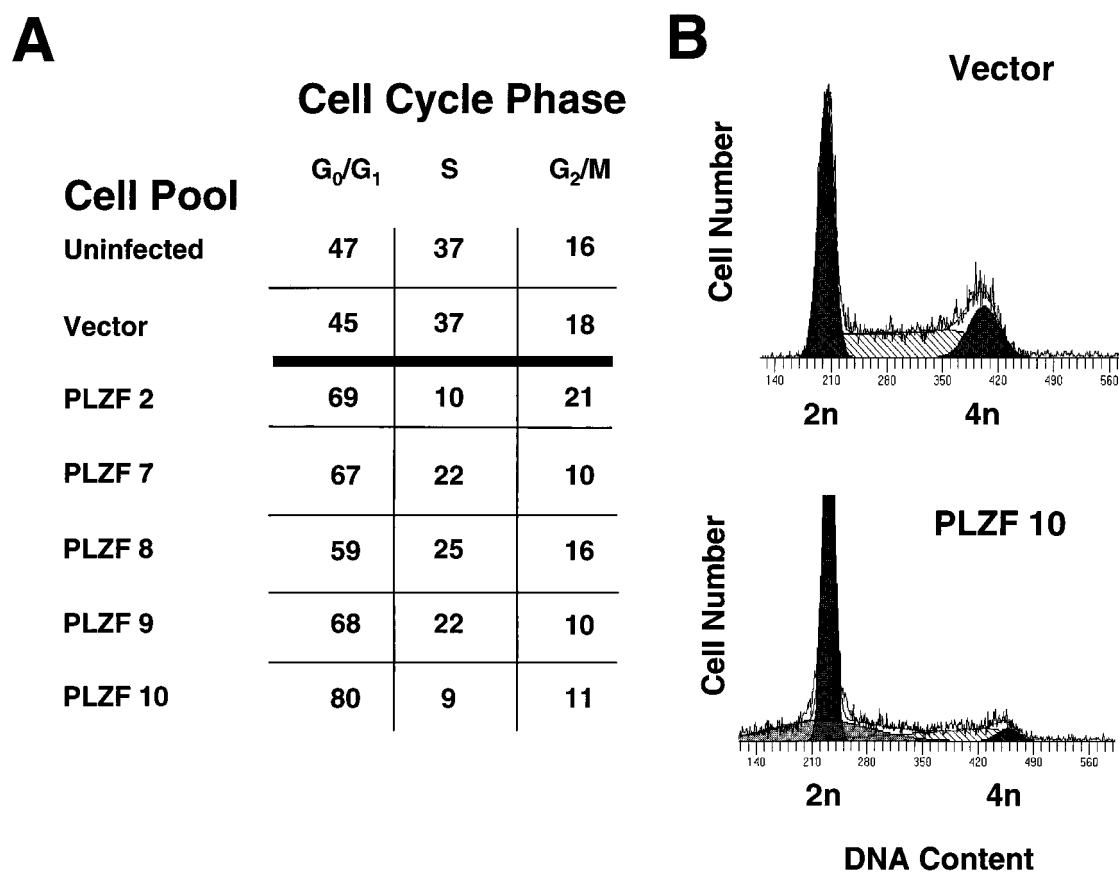 A
Cell Cycle Phase
Cell Pool G₀/G₁ S G₂/M
Uninfected 47 37 16
Vector 45 37 18
PLZF 2 69 10 21
PLZF 7 67 22 10
PLZF 8 59 25 16
PLZF 9 68 22 10
PLZF 10 80 9 11
B
Vector
Cell Number
140 210 280 350 420 490 560
2n 4n
PLZF 10
Cell Number
140 210 280 350 420 490 560
2n 4n
DNA Content